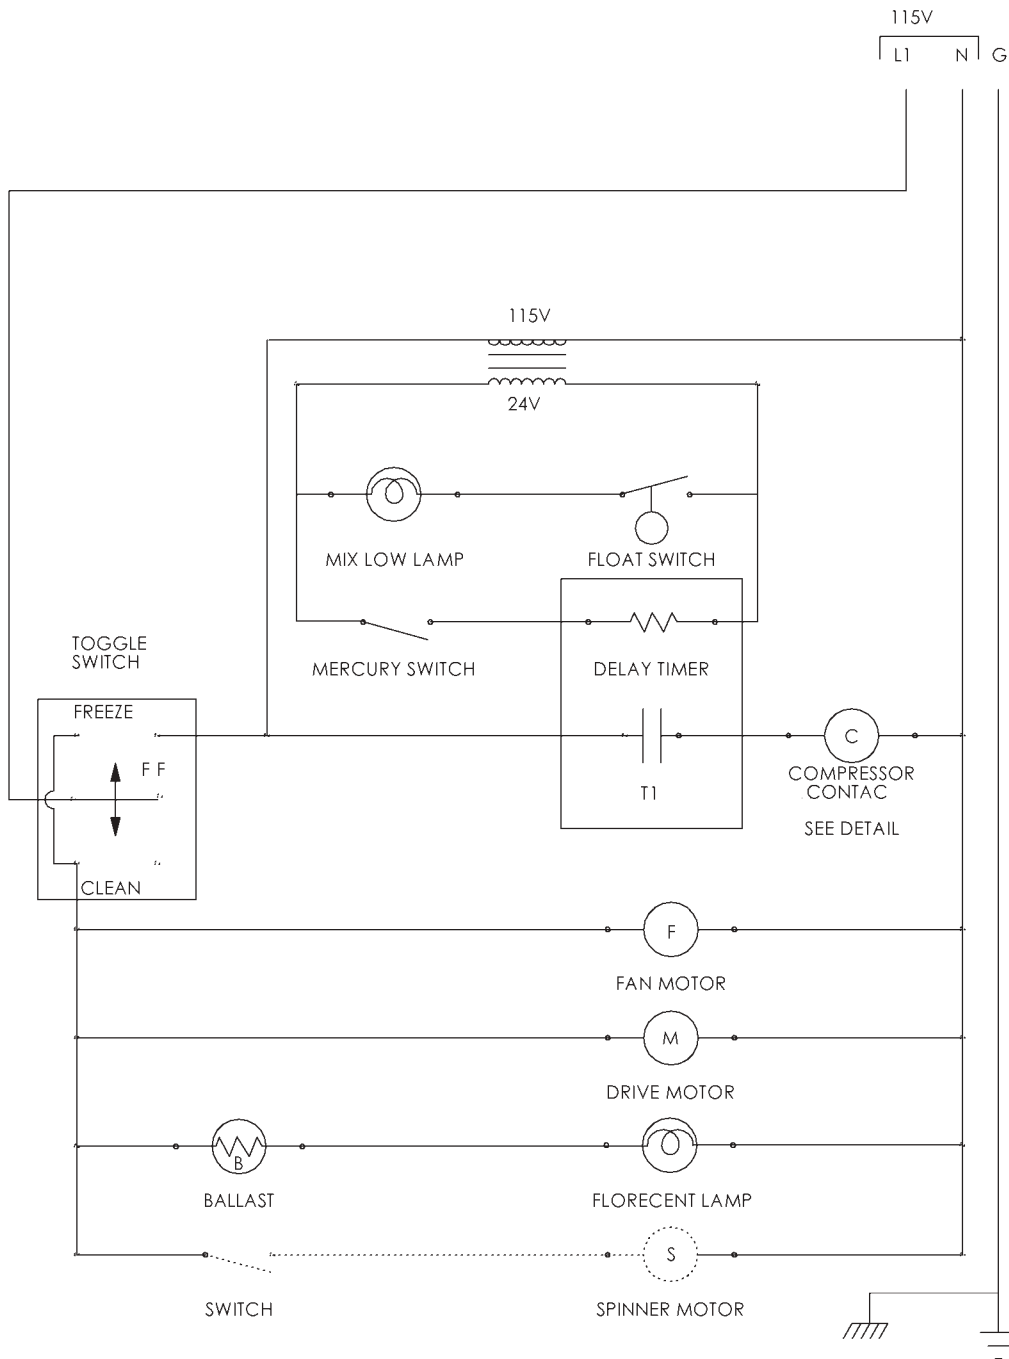 115V
L1 N G
115V
24V
MIX LOW LAMP
FLOAT SWITCH
TOGGLE
SWITCH
MERCURY SWITCH
DELAY TIMER
FREEZE
F F
C
COMPRESSOR
CONTAC
T1
SEE DETAIL
CLEAN
F
FAN MOTOR
M
DRIVE MOTOR
B
BALLAST
FLORECENT LAMP
S
SWITCH
SPINNER MOTOR